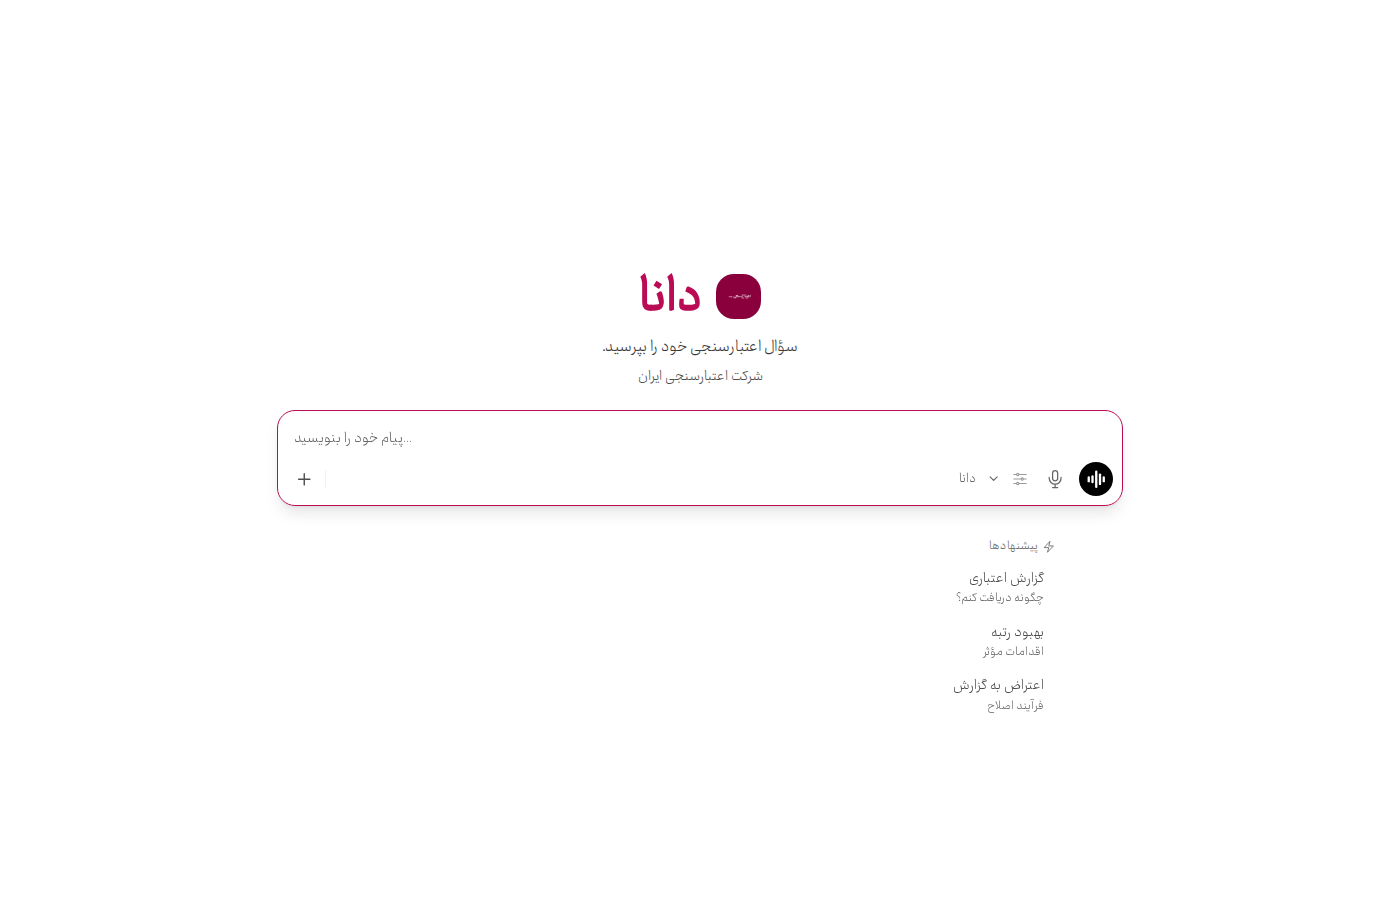 دانا
سؤال اعتبارسنجی خود را بپرسید.
شرکت اعتبارسنجی ایران
پیام خود را بنویسید...
دانا
پیشنهادها
گزارش اعتباری
چگونه دریافت کنم؟
بهبود رتبه
اقدامات مؤثر
اعتراض به گزارش
فرآیند اصلاح